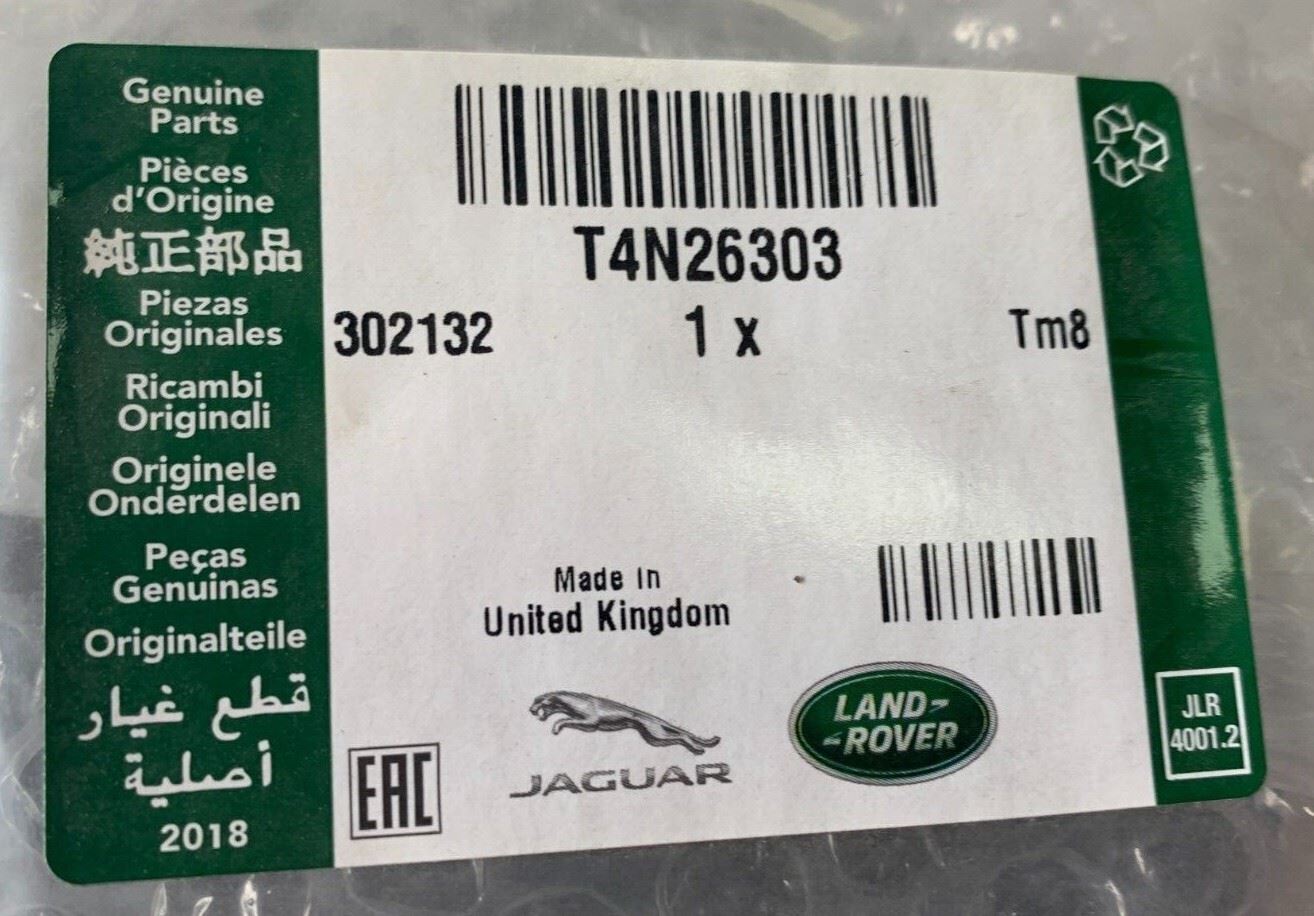 Genuine
Parts
Pièces
d'Origine
純正部品
Piezas
Originales
Ricambi
Originali
Originele
Onderdelen
Peças
Genuinas
Originalteile
قطع غيار
أصلية
2018
T4N26303
302132 1 x Tm8
Made in
United Kingdom
EAC
JAGUAR
LAND-
-ROVER
JLR
4001.2